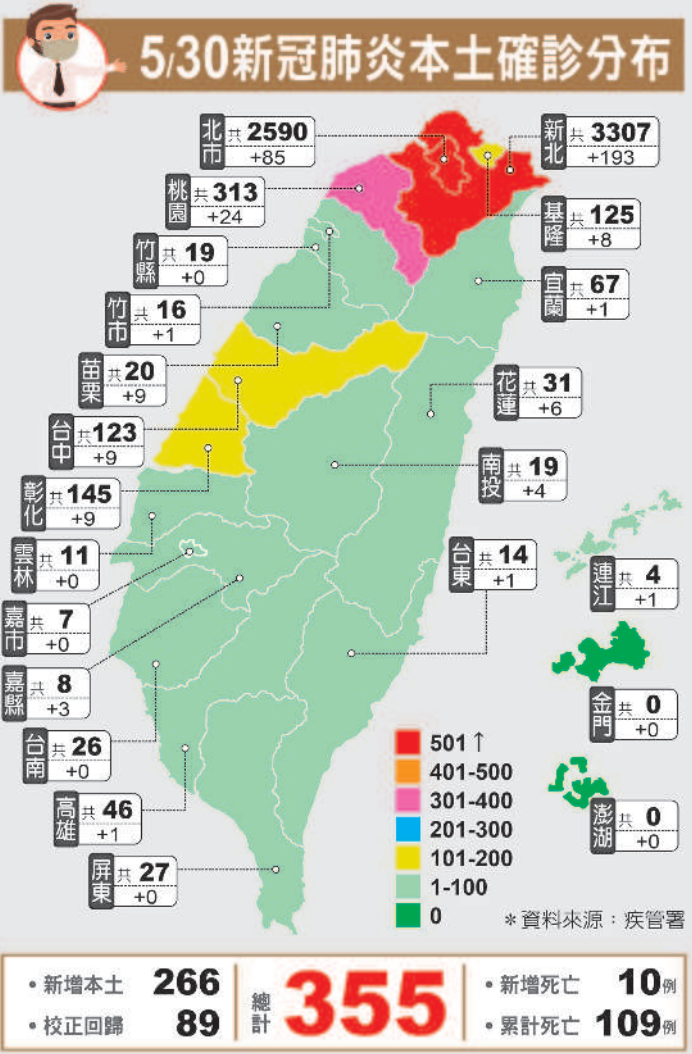 5/30新冠肺炎本土確診分布
北市 共 2590
+85
新北 共 3307
+193
桃園 共 313
+24
基隆 共 125
+8
竹縣 共 19
+0
宜蘭 共 67
+1
竹市 共 16
+1
苗栗 共 20
+9
花蓮 共 31
+6
台中 共 123
+9
南投 共 19
+4
彰化 共 145
+9
雲林 共 11
+0
台東 共 14
+1
連江 共 4
+1
嘉市 共 7
+0
嘉縣 共 8
+3
金門 共 0
+0
台南 共 26
+0
高雄 共 46
+1
澎湖 共 0
+0
屏東 共 27
+0
501↑
401-500
301-400
201-300
101-200
1-100
0
＊資料來源：疾管署
・新增本土 266
・校正回歸 89
總計 355
・新增死亡 10例
・累計死亡 109例